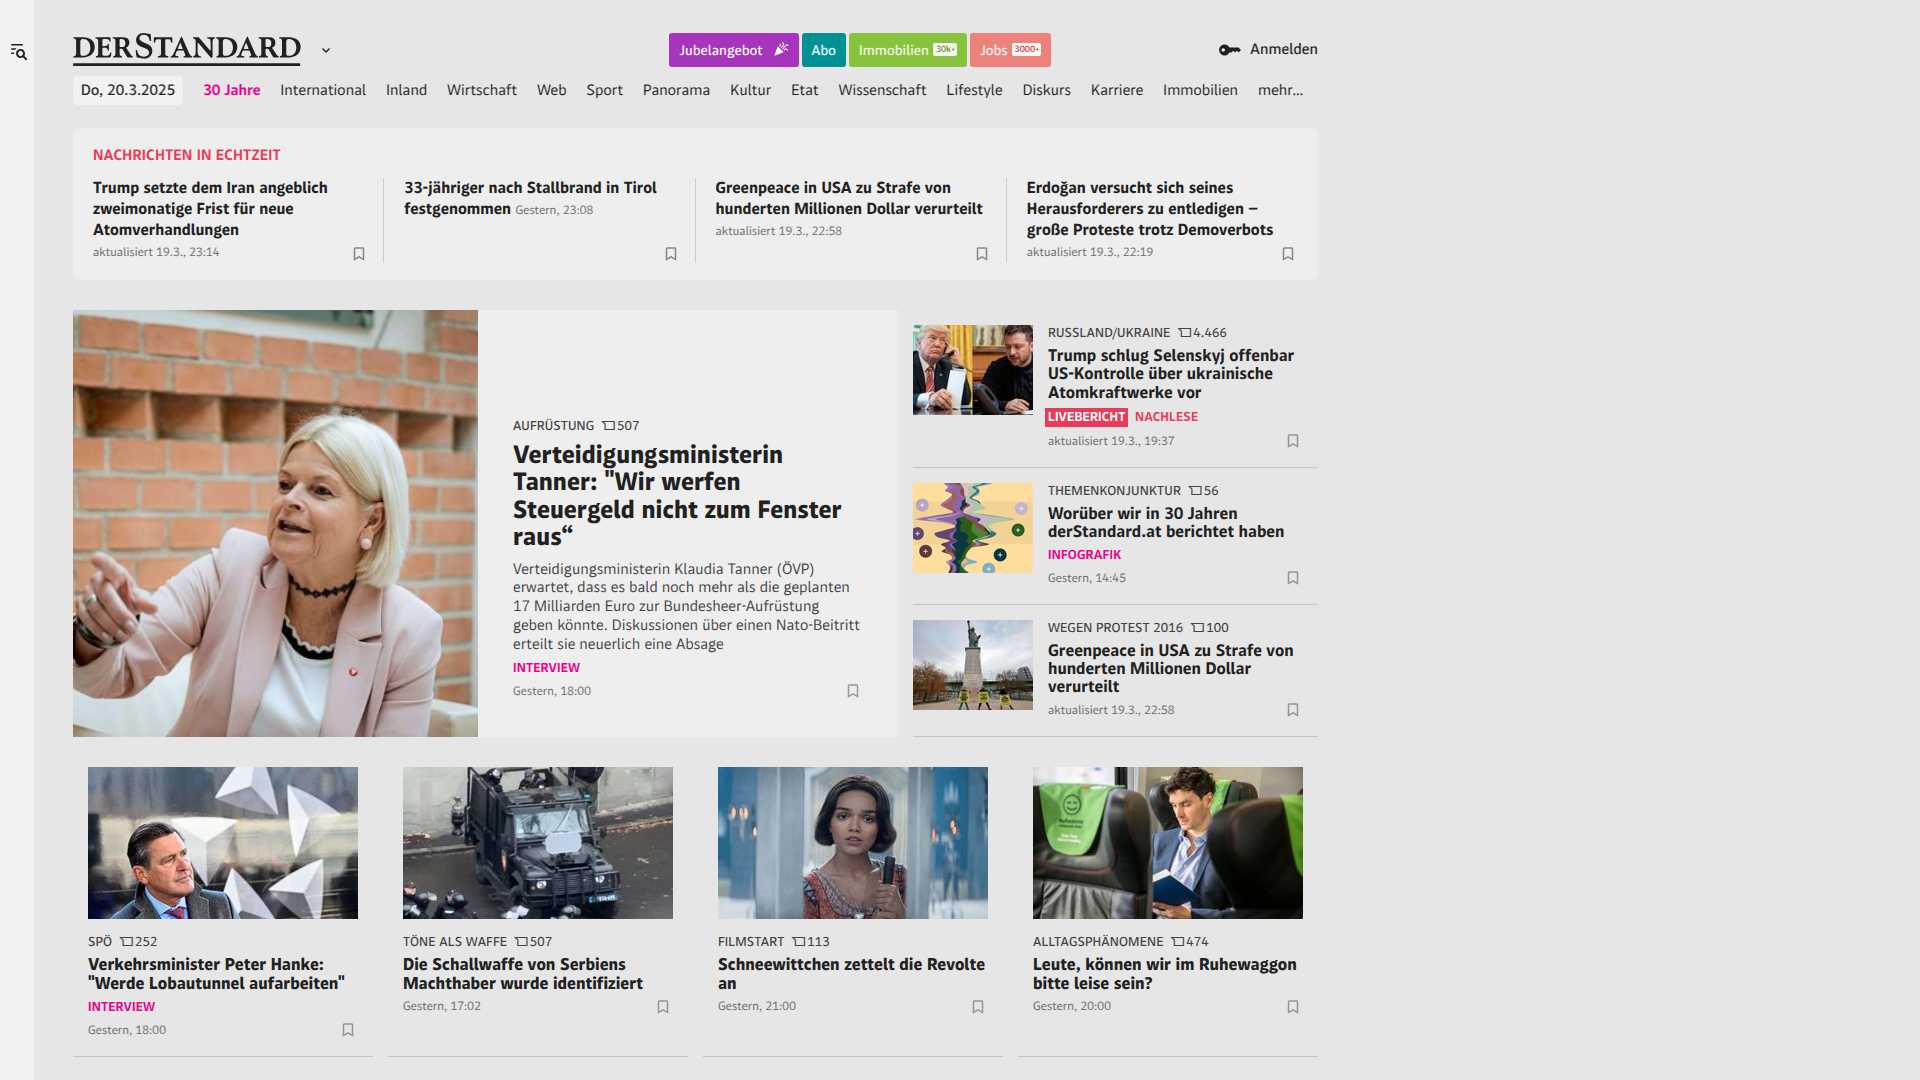 DERSTANDARD
Jubelangebot
Abo
Immobilien 30k+
Jobs 3000+
Anmelden
Do, 20.3.2025
30 Jahre
International
Inland
Wirtschaft
Web
Sport
Panorama
Kultur
Etat
Wissenschaft
Lifestyle
Diskurs
Karriere
Immobilien
mehr...
NACHRICHTEN IN ECHTZEIT
Trump setzte dem Iran angeblich
zweimonatige Frist für neue
Atomverhandlungen
aktualisiert 19.3., 23:14
33-jähriger nach Stallbrand in Tirol
festgenommen Gestern, 23:08
Greenpeace in USA zu Strafe von
hunderten Millionen Dollar verurteilt
aktualisiert 19.3., 22:58
Erdoğan versucht sich seines
Herausforderers zu entledigen –
große Proteste trotz Demoverbots
aktualisiert 19.3., 22:19
AUFRÜSTUNG 507
Verteidigungsministerin
Tanner: "Wir werfen
Steuergeld nicht zum Fenster
raus“
Verteidigungsministerin Klaudia Tanner (ÖVP)
erwartet, dass es bald noch mehr als die geplanten
17 Milliarden Euro zur Bundesheer-Aufrüstung
geben könnte. Diskussionen über einen Nato-Beitritt
erteilt sie neuerlich eine Absage
INTERVIEW
Gestern, 18:00
RUSSLAND/UKRAINE 4.466
Trump schlug Selenskyj offenbar
US-Kontrolle über ukrainische
Atomkraftwerke vor
LIVEBERICHT NACHLESE
aktualisiert 19.3., 19:37
THEMENKONJUNKTUR 56
Worüber wir in 30 Jahren
derStandard.at berichtet haben
INFOGRAFIK
Gestern, 14:45
WEGEN PROTEST 2016 100
Greenpeace in USA zu Strafe von
hunderten Millionen Dollar
verurteilt
aktualisiert 19.3., 22:58
SPÖ 252
Verkehrsminister Peter Hanke:
"Werde Lobautunnel aufarbeiten"
INTERVIEW
Gestern, 18:00
TÖNE ALS WAFFE 507
Die Schallwaffe von Serbiens
Machthaber wurde identifiziert
Gestern, 17:02
FILMSTART 113
Schneewittchen zettelt die Revolte
an
Gestern, 21:00
Ruhezone
ALLTAGSPHÄNOMENE 474
Leute, können wir im Ruhewaggon
bitte leise sein?
Gestern, 20:00